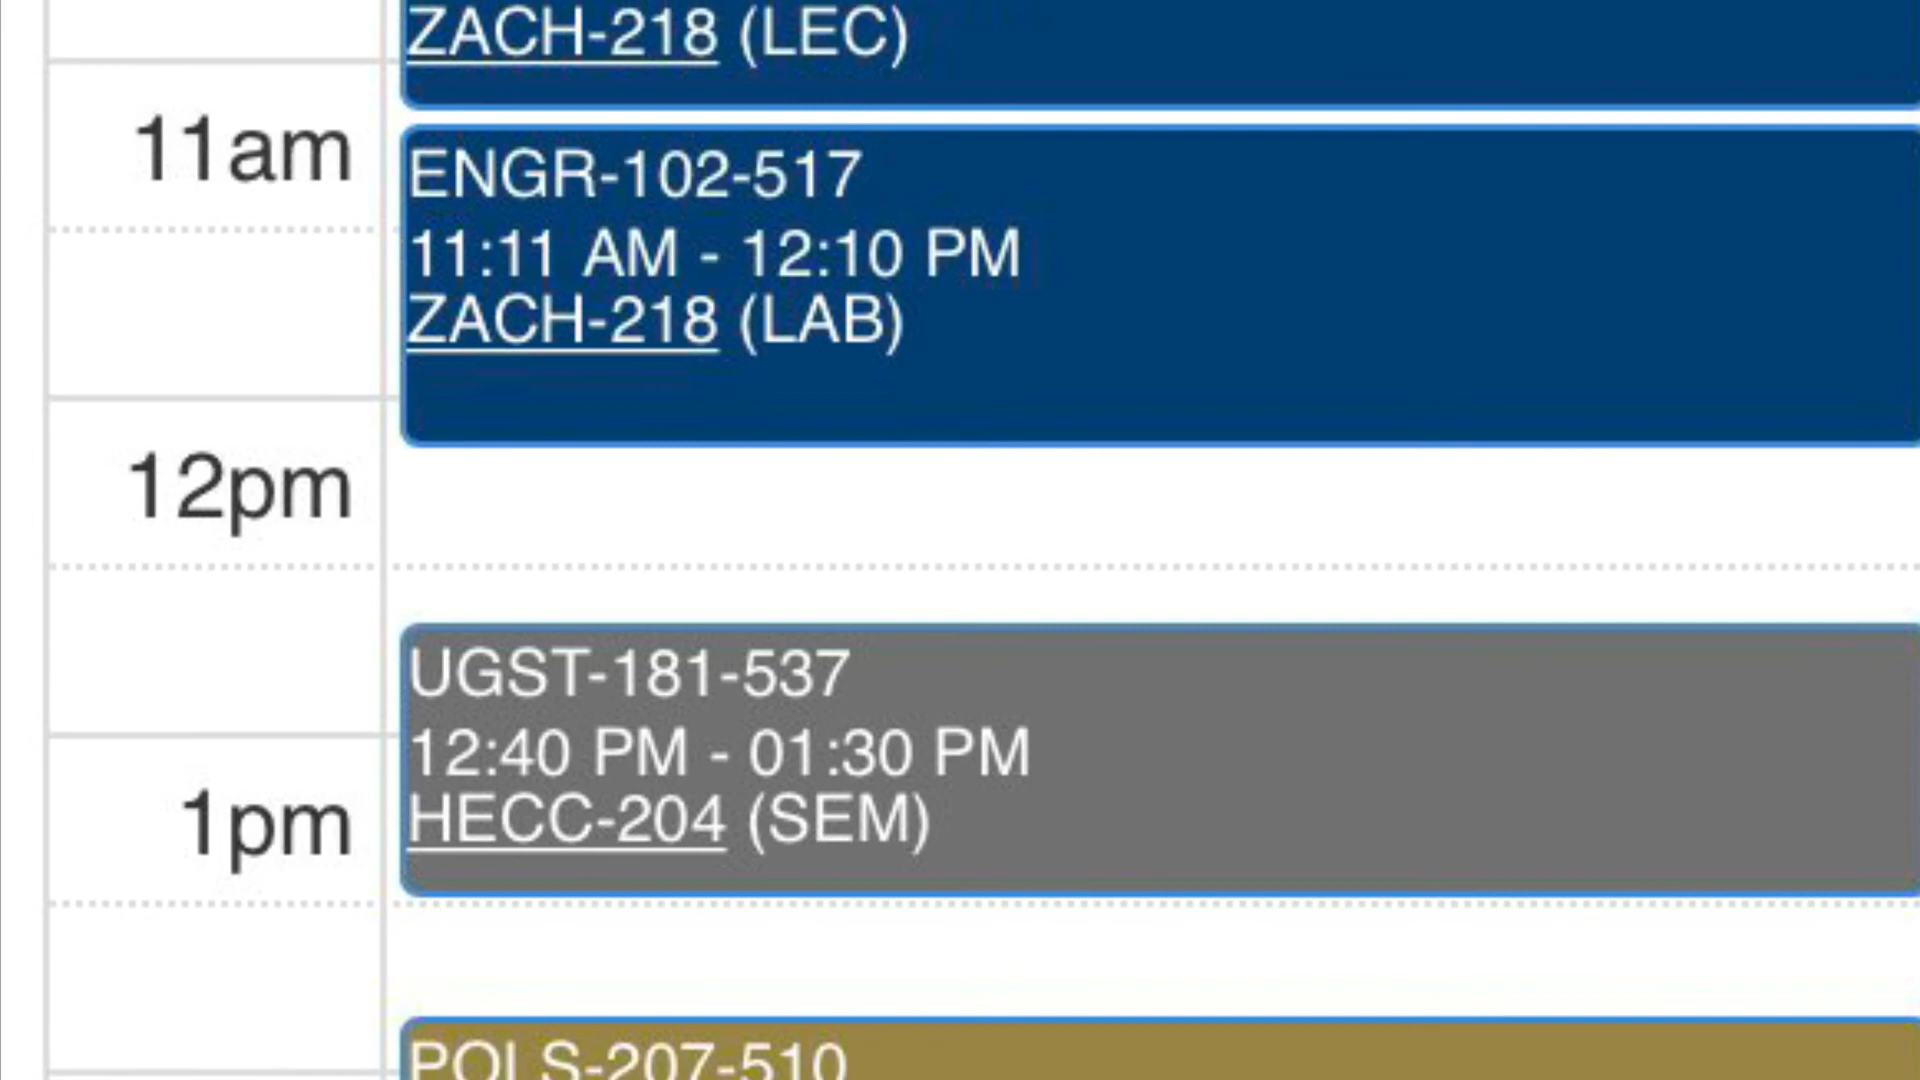 ZACH-218 (LEC)
11am
ENGR-102-517
11:11 AM - 12:10 PM
ZACH-218 (LAB)
12pm
UGST-181-537
12:40 PM - 01:30 PM
HECC-204 (SEM)
1pm
POLS-207-510